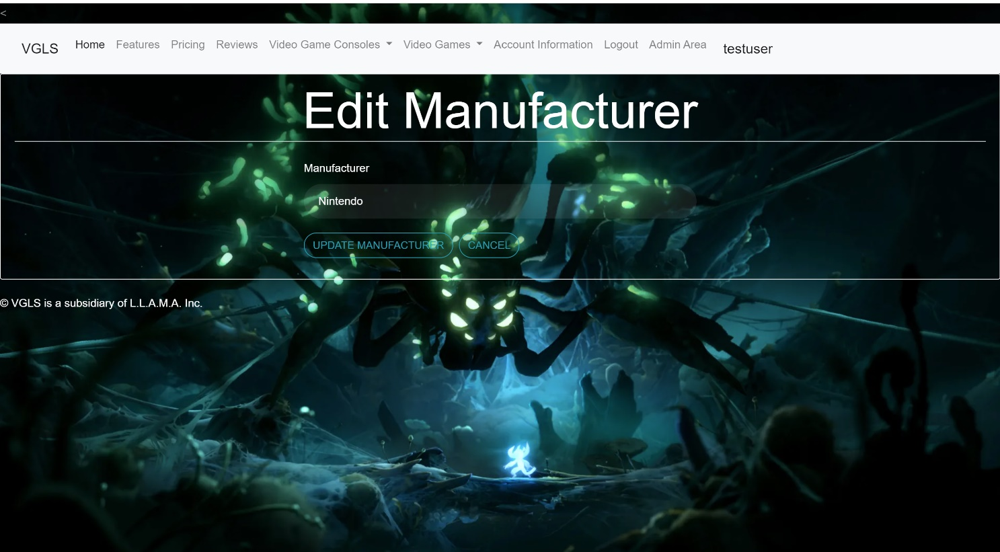 <
VGLS Home Features Pricing Reviews Video Game Consoles Video Games Account Information Logout Admin Area testuser
Edit Manufacturer
Manufacturer
Nintendo
UPDATE MANUFACTURER CANCEL
© VGLS is a subsidiary of L.L.A.M.A. Inc.